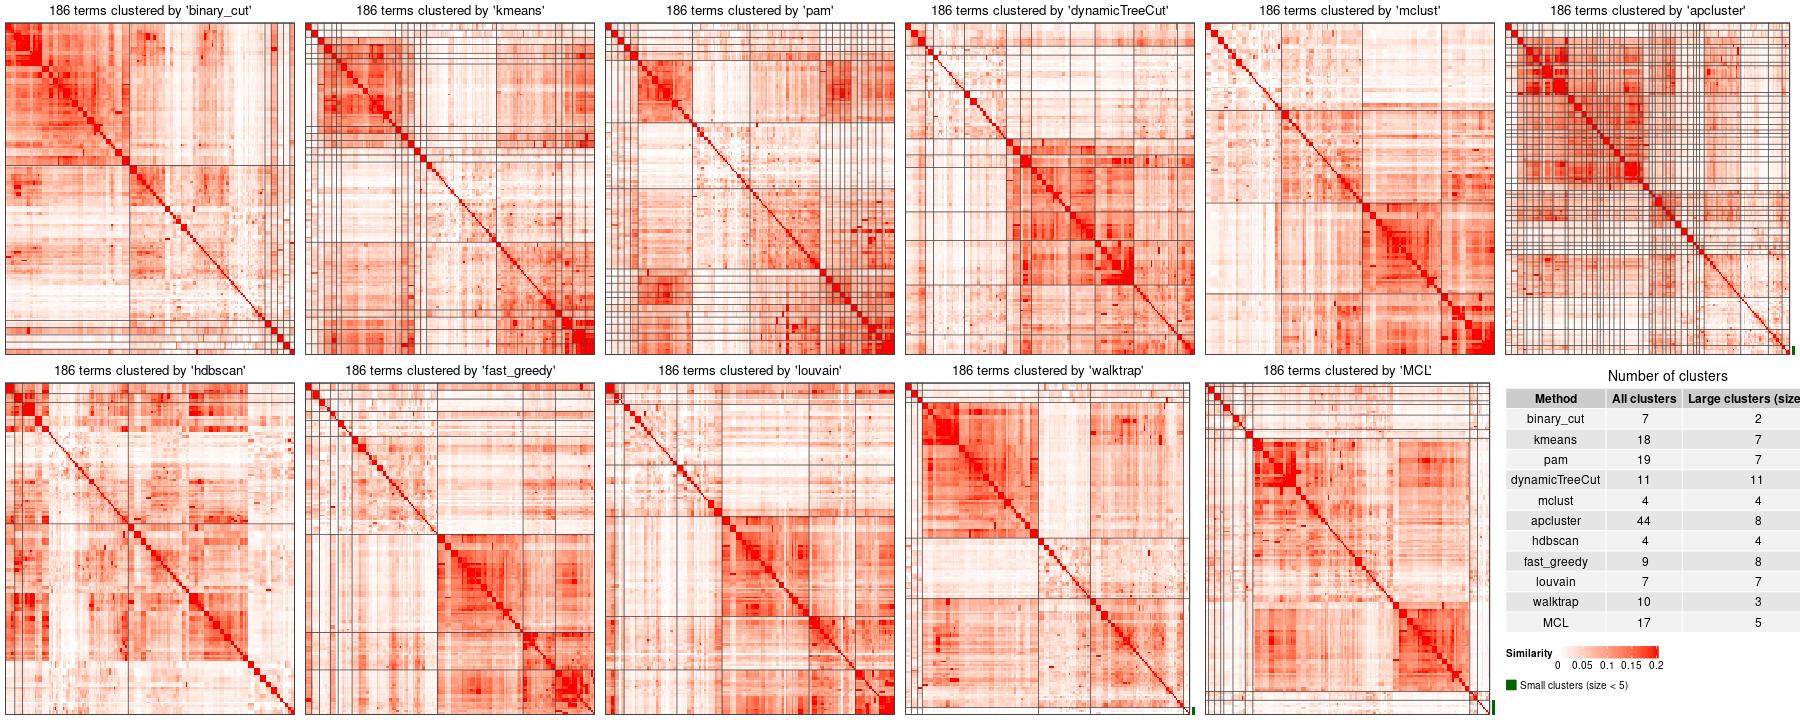 186 terms clustered by 'binary_cut'
186 terms clustered by 'kmeans'
186 terms clustered by 'pam'
186 terms clustered by 'dynamicTreeCut'
186 terms clustered by 'mclust'
186 terms clustered by 'apcluster'
186 terms clustered by 'hdbscan'
186 terms clustered by 'fast_greedy'
186 terms clustered by 'louvain'
186 terms clustered by 'walktrap'
186 terms clustered by 'MCL'
Number of clusters
Method All clusters Large clusters (size
binary_cut 7 2
kmeans 18 7
pam 19 7
dynamicTreeCut 11 11
mclust 4 4
apcluster 44 8
hdbscan 4 4
fast_greedy 9 8
louvain 7 7
walktrap 10 3
MCL 17 5
Similarity
0 0.05 0.1 0.15 0.2
Small clusters (size < 5)